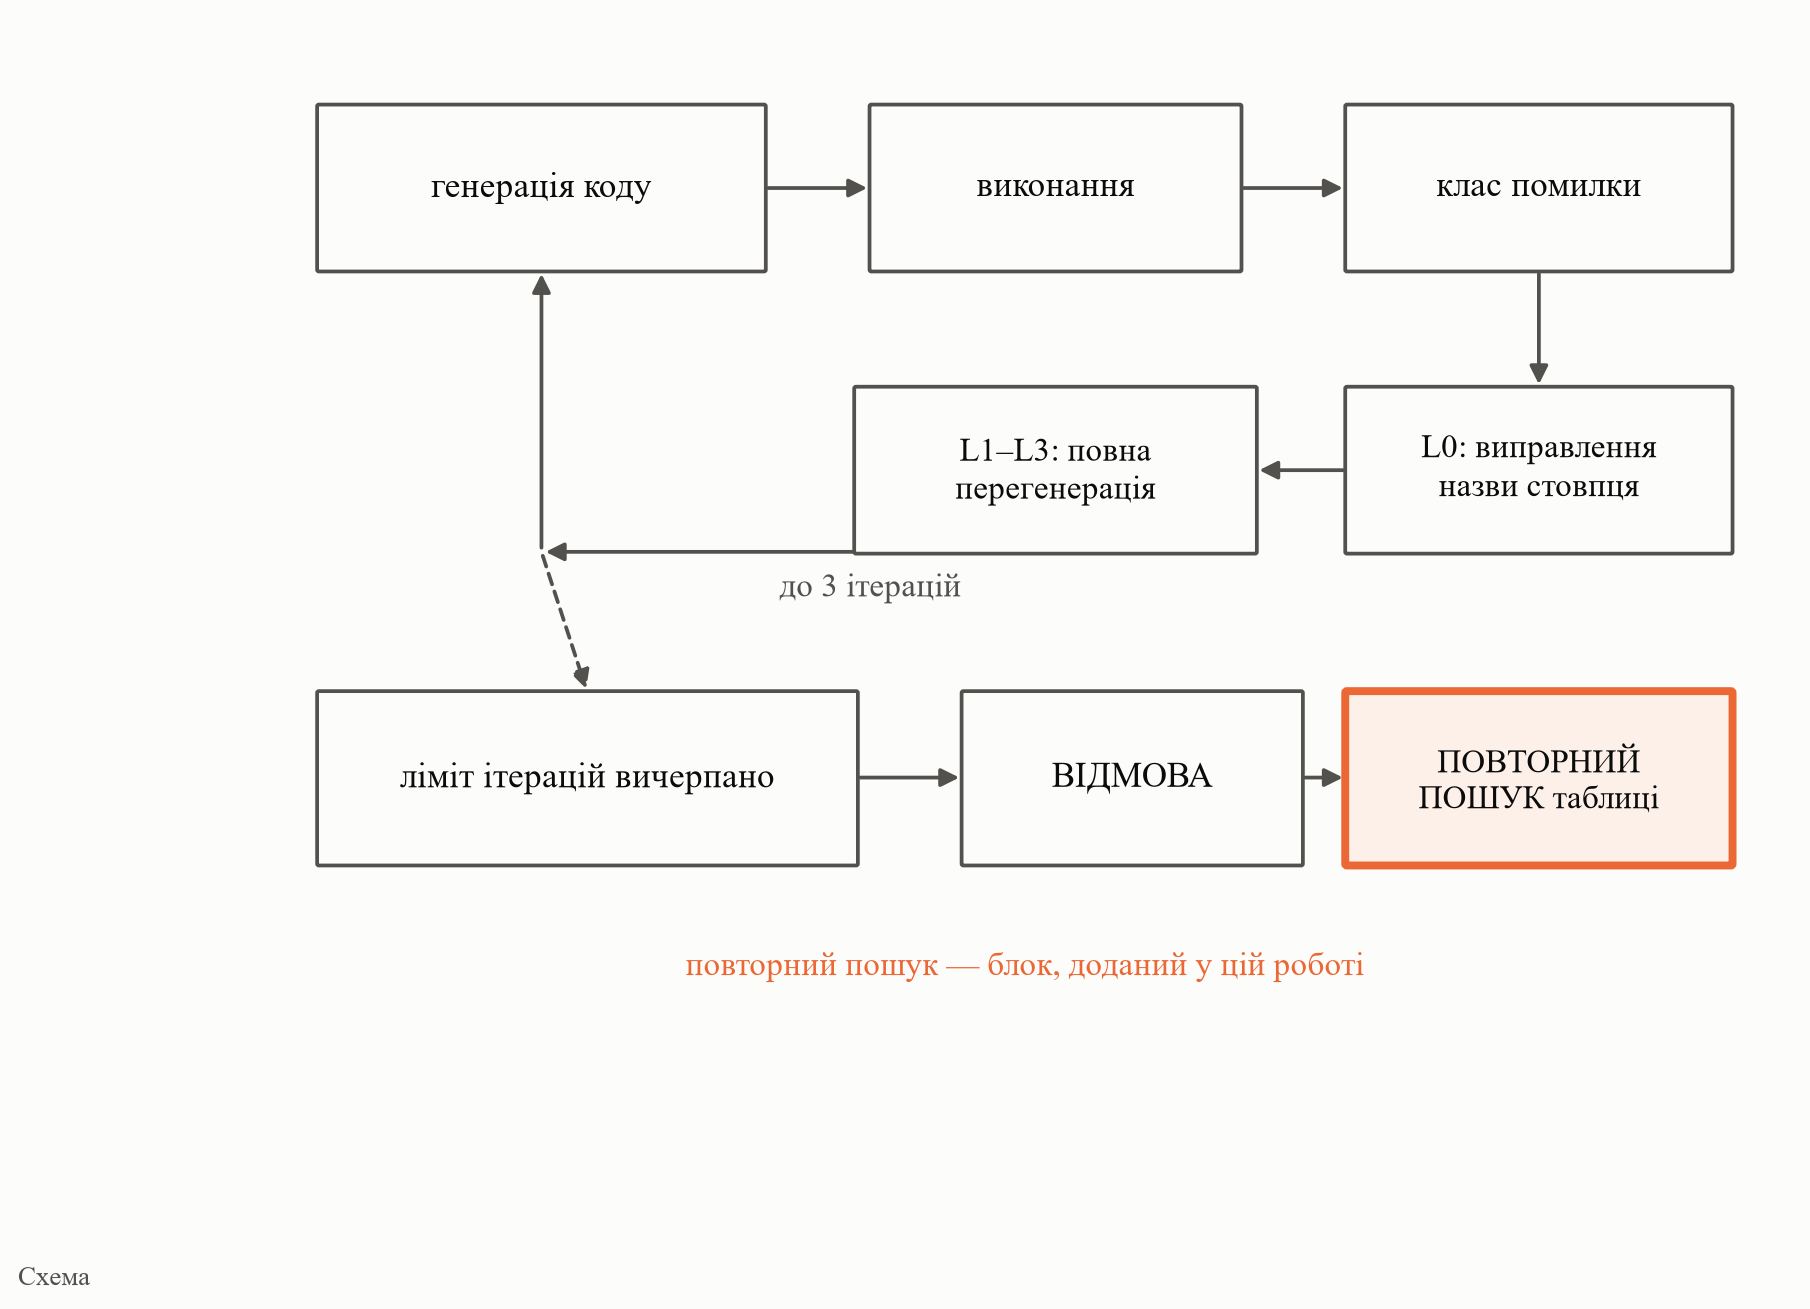 генерація коду
виконання
клас помилки
L1–L3: повна
перегенерація
L0: виправлення
назви стовпця
до 3 ітерацій
ліміт ітерацій вичерпано
ВІДМОВА
ПОВТОРНИЙ
ПОШУК таблиці
повторний пошук — блок, доданий у цій роботі
Схема